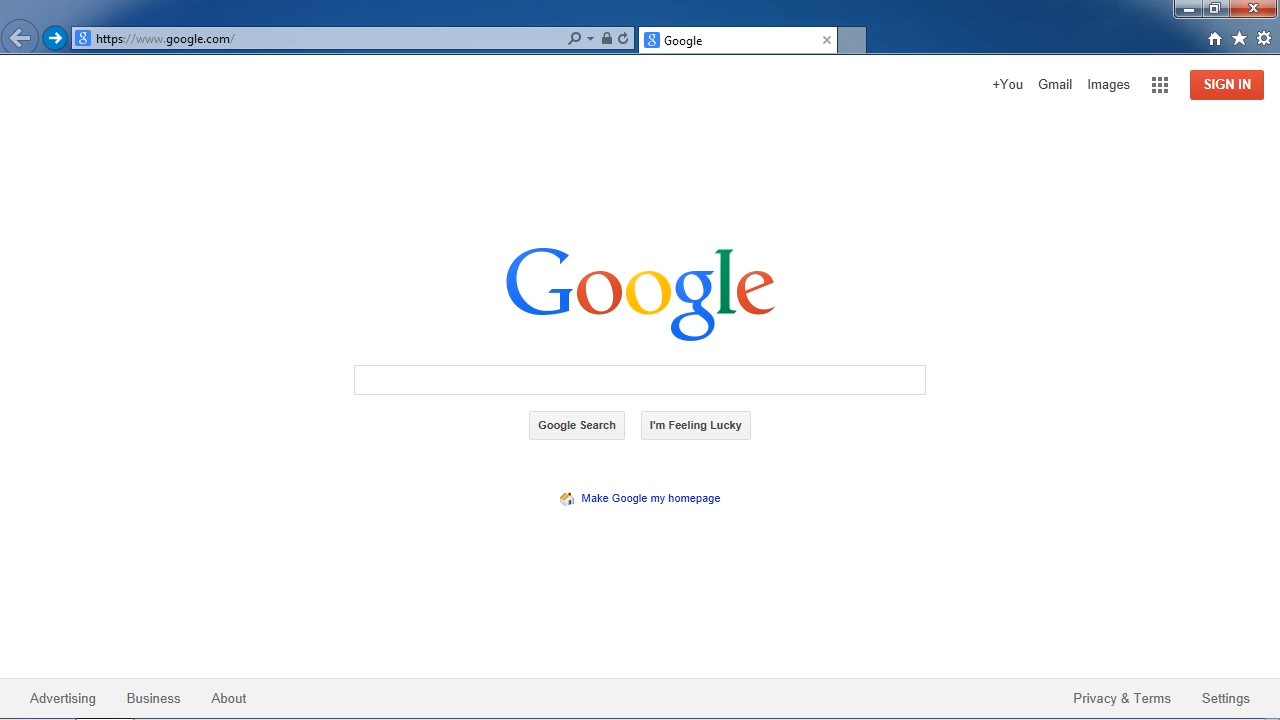 https://www.google.com/
Google
+You Gmail Images SIGN IN
Google
Google Search I'm Feeling Lucky
Make Google my homepage
Advertising Business About Privacy & Terms Settings